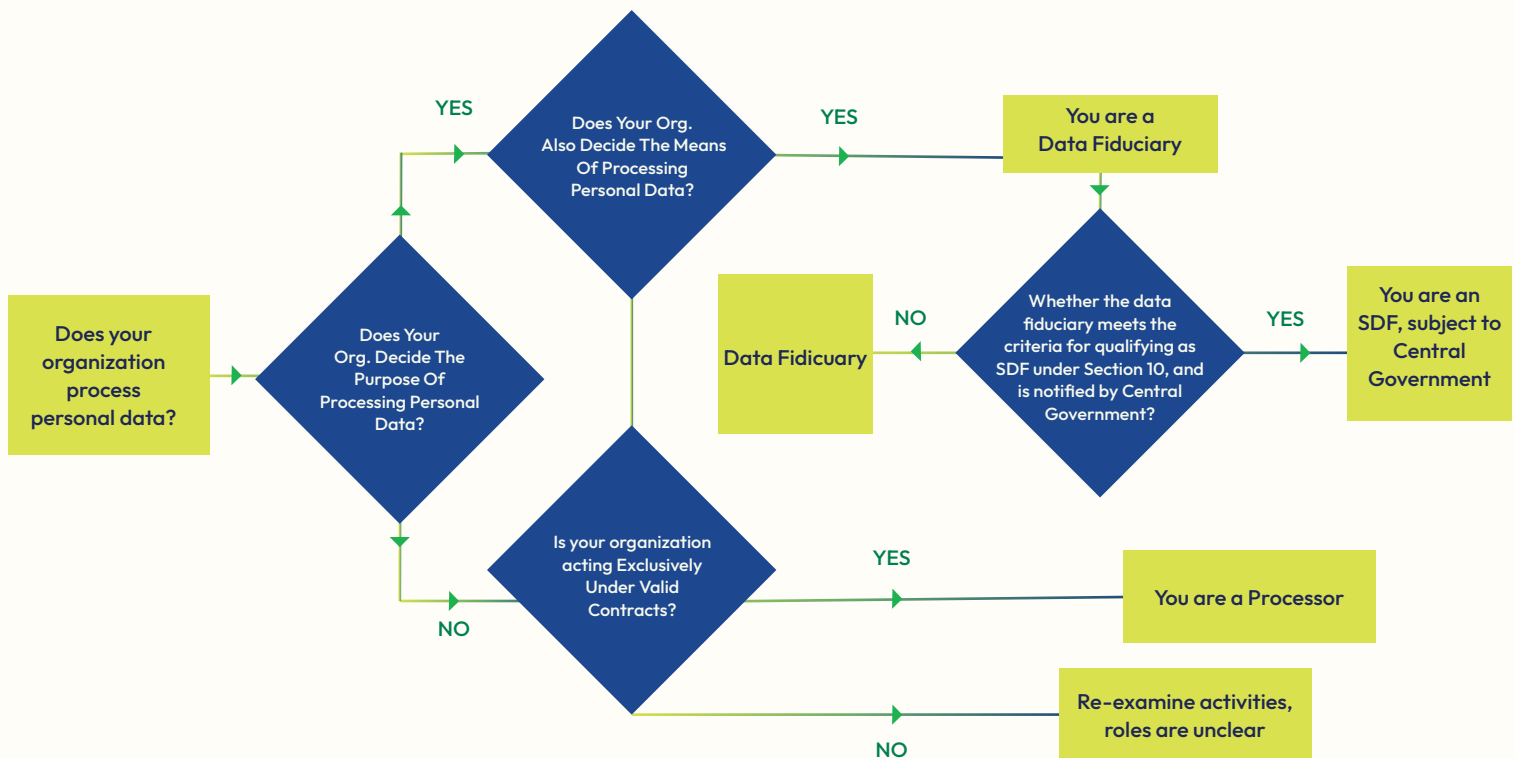 Does your
organization
process
personal data?
Does Your
Org. Decide The
Purpose Of
Processing Personal
Data?
YES
NO
Does Your Org.
Also Decide The Means
Of Processing
Personal Data?
YES
You are a
Data Fiduciary
Whether the data
fiduciary meets the
criteria for qualifying as
SDF under Section 10, and
is notified by Central
Government?
NO
Data Fidicuary
YES
You are an
SDF, subject to
Central
Government
Is your organization
acting Exclusively
Under Valid
Contracts?
YES
You are a Processor
NO
Re-examine activities,
roles are unclear